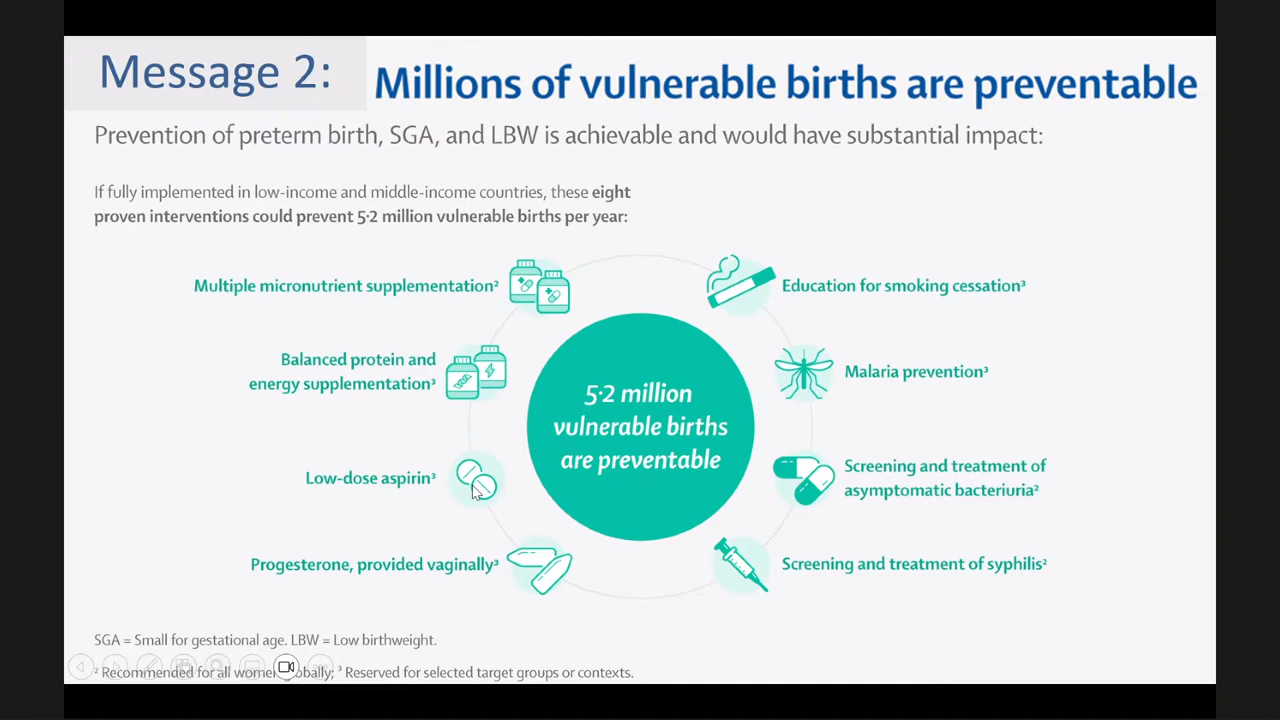 Message 2:
Millions of vulnerable births are preventable
Prevention of preterm birth, SGA, and LBW is achievable and would have substantial impact:
If fully implemented in low-income and middle-income countries, these eight
proven interventions could prevent 5·2 million vulnerable births per year:
Multiple micronutrient supplementation²
Balanced protein and
energy supplementation³
Low-dose aspirin³
Progesterone, provided vaginally³
5·2 million
vulnerable births
are preventable
Education for smoking cessation³
Malaria prevention³
Screening and treatment of
asymptomatic bacteriuria²
Screening and treatment of syphilis²
SGA = Small for gestational age. LBW = Low birthweight.
² Recommended for all women globally; ³ Reserved for selected target groups or contexts.